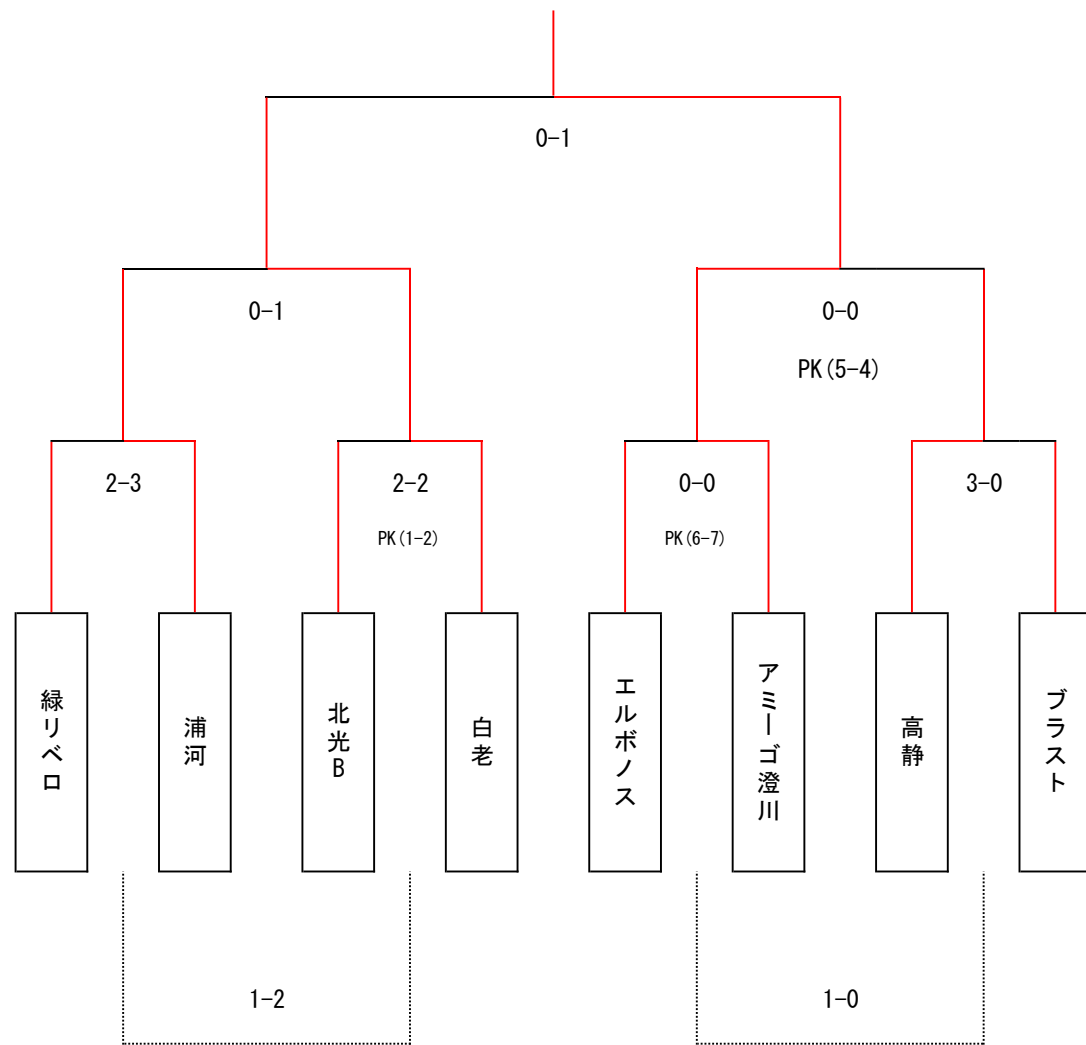 0-1
0-1
0-0
PK(5-4)
2-3
2-2
0-0
3-0
PK(1-2)
PK(6-7)
緑リベロ
浦河
北光B
白老
エルボノス
アミーゴ澄川
高静
ブラスト
1-2
1-0